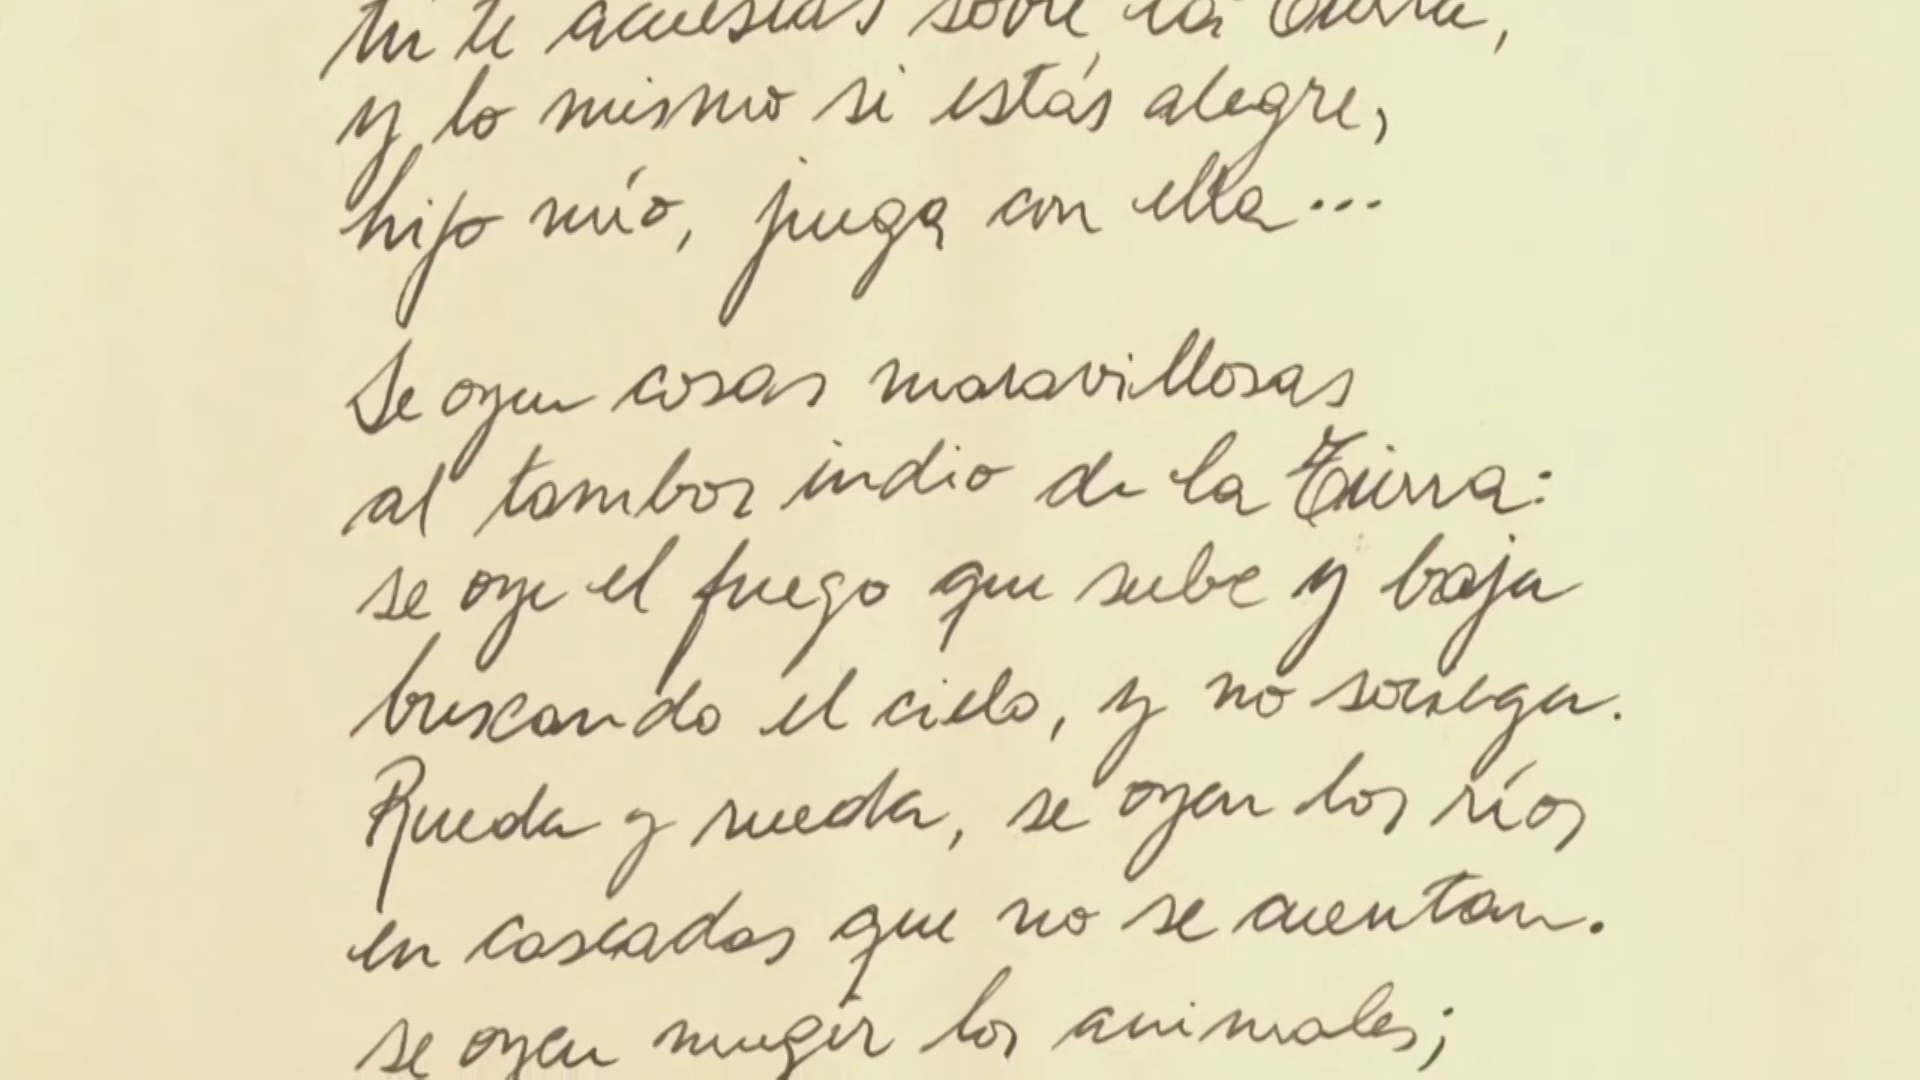 tú te acuestas sobre la Tierra,
y lo mismo si estás alegre,
hijo mío, juega con ella...
Se oyen cosas maravillosas
al tambor indio de la Tierra:
se oye el fuego que sube y baja
buscando el cielo, y no sosiega.
Rueda y rueda, se oyen los ríos
en cascadas que no se cuentan.
se oyen mugir los animales;